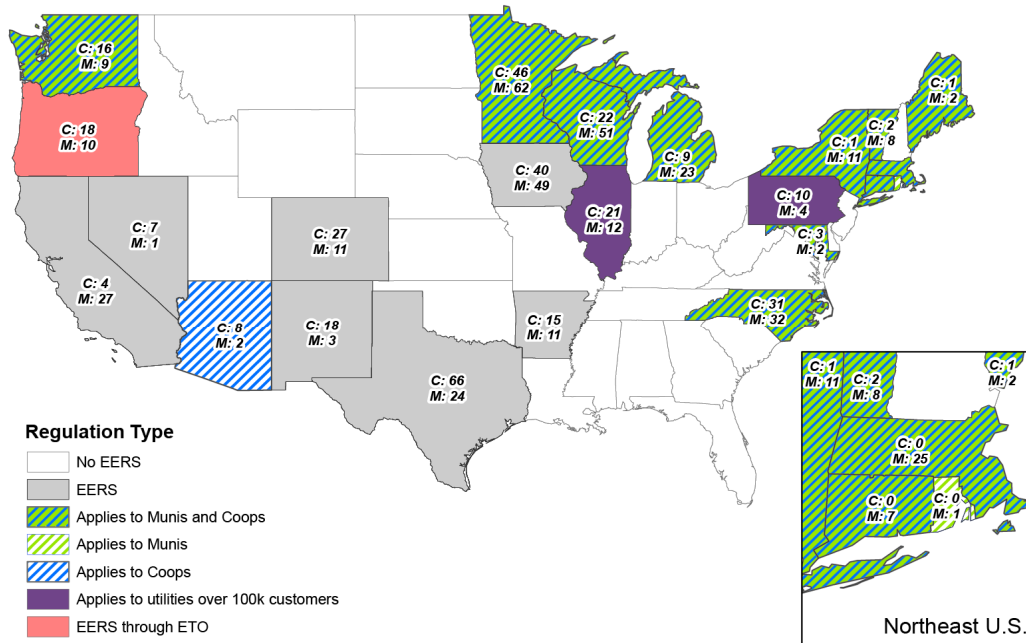 C: 16
M: 9
C: 18
M: 10
C: 7
M: 1
C: 4
M: 27
C: 8
M: 2
C: 27
M: 11
C: 18
M: 3
C: 66
M: 24
C: 46
M: 62
C: 22
M: 51
C: 40
M: 49
C: 21
M: 12
C: 15
M: 11
C: 9
M: 23
C: 10
M: 4
C: 3
M: 2
C: 31
M: 32
C: 1
M: 11
C: 2
M: 8
C: 1
M: 2
Regulation Type
No EERS
EERS
Applies to Munis and Coops
Applies to Munis
Applies to Coops
Applies to utilities over 100k customers
EERS through ETO
C: 1
M: 11
C: 2
M: 8
C: 1
M: 2
C: 0
M: 25
C: 0
M: 7
C: 0
M: 1
Northeast U.S.